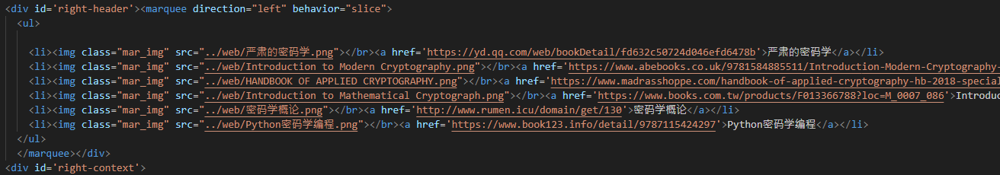 <div id='right-header'><marquee direction="left" behavior="slice">
<ul>
<li><img class="mar_img" src="../web/严肃的密码学.png"></br><a href='https://yd.qq.com/web/bookDetail/fd632c50724d046efd6478b'>严肃的密码学</a></li>
<li><img class="mar_img" src="../web/Introduction to Modern Cryptography.png"></br><a href='https://www.abebooks.co.uk/9781584885511/Introduction-Modern-Cryptography-
<li><img class="mar_img" src="../web/HANDBOOK OF APPLIED CRYPTOGRAPHY.png"></br><a href='https://www.madrasshoppe.com/handbook-of-applied-cryptography-hb-2018-special
<li><img class="mar_img" src="../web/Introduction to Mathematical Cryptograph.png"></br><a href='https://www.books.com.tw/products/F013366788?loc=M_0007_086'>Introduc
<li><img class="mar_img" src="../web/密码学概论.png"></br><a href='http://www.rumen.icu/domain/get/130'>密码学概论</a></li>
<li><img class="mar_img" src="../web/Python密码学编程.png"></br><a href='https://www.book123.info/detail/9787115424297'>Python密码学编程</a></li>
</ul>
</marquee></div>
<div id='right-context'>